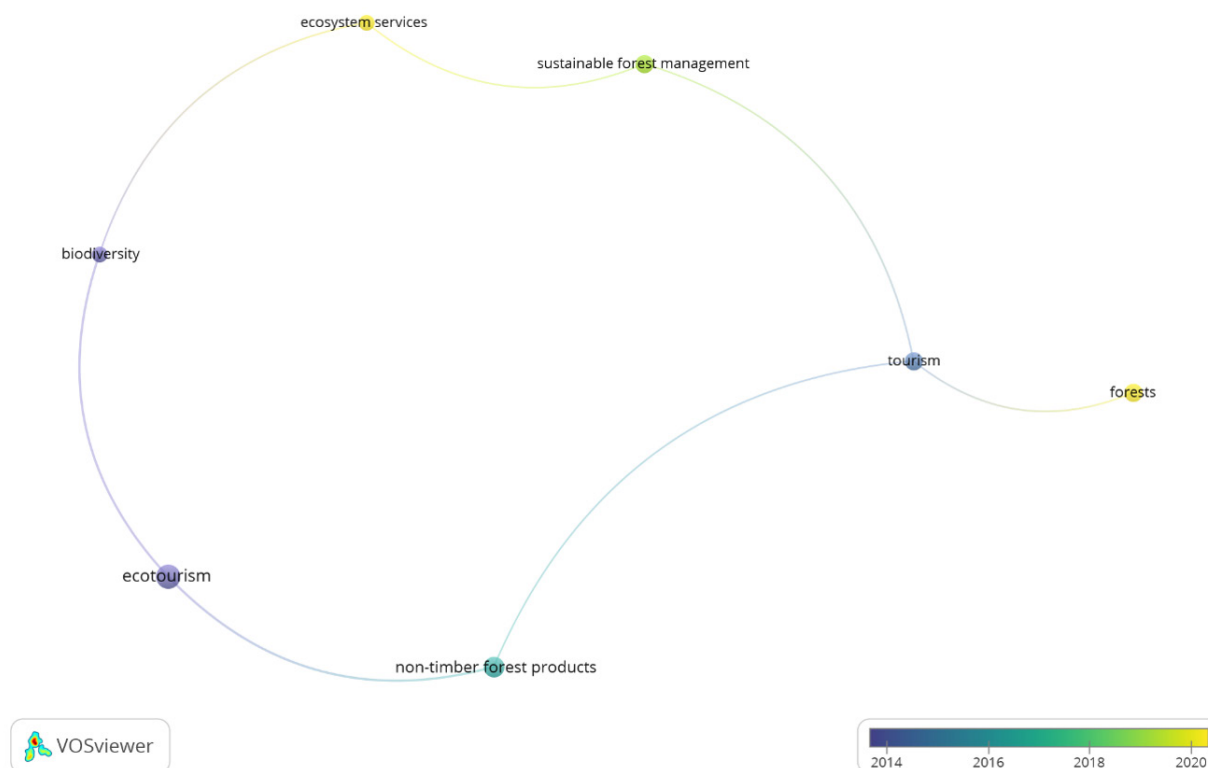 ecosystem services
sustainable forest management
biodiversity
tourism
forests
ecotourism
non-timber forest products
VOSviewer
2014 2016 2018 2020